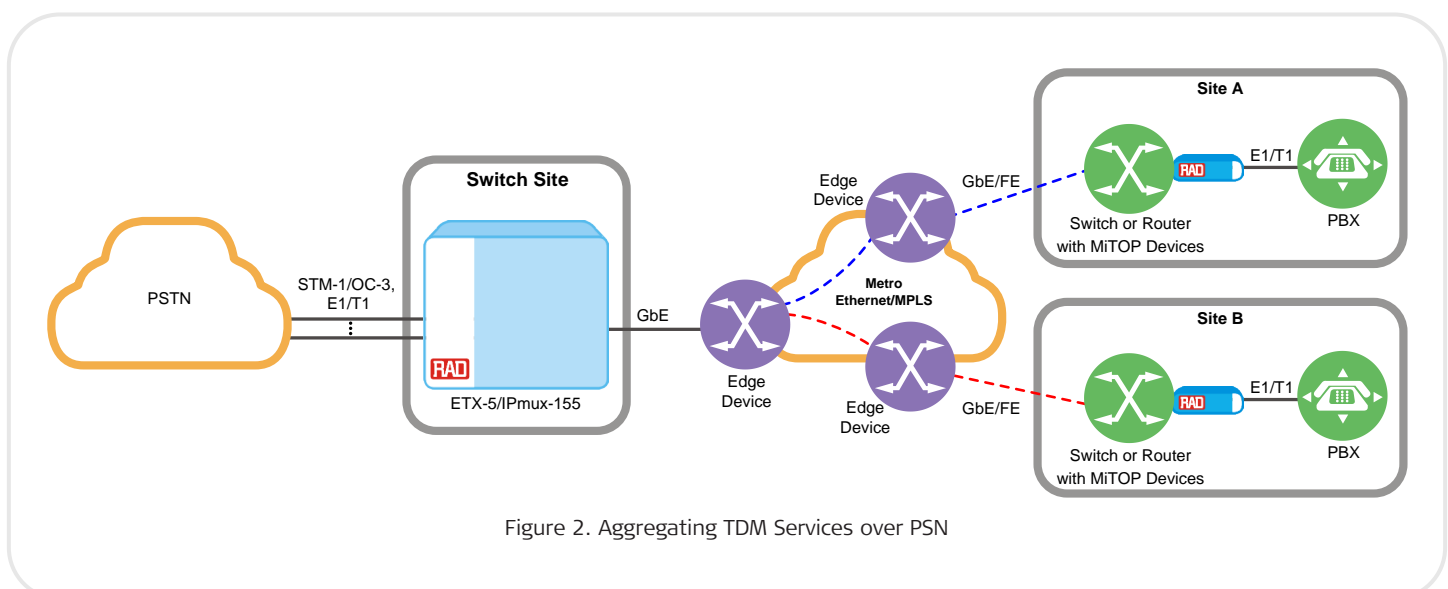 PSTN
STM-1/OC-3,
E1/T1
Switch Site
RAD
ETX-5/IPmux-155
GbE
Edge
Device
Edge
Device
Metro
Ethernet/MPLS
Edge
Device
GbE/FE
GbE/FE
Site A
RAD
E1/T1
Switch or Router
with MiTOP Devices
PBX
Site B
RAD
E1/T1
Switch or Router
with MiTOP Devices
PBX
Figure 2. Aggregating TDM Services over PSN